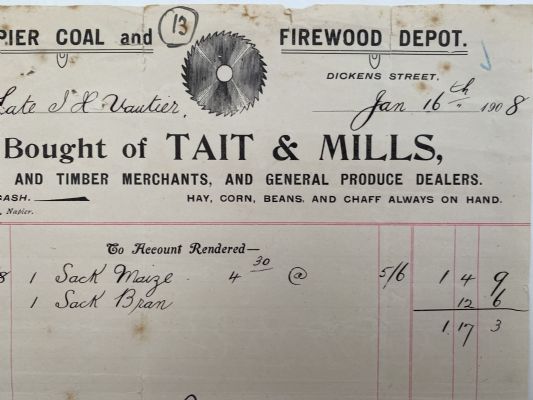 PIER COAL and 13 FIREWOOD DEPOT.
DICKENS STREET,
Late J H Vautier, Jan 16th 1908
Bought of TAIT & MILLS,
AND TIMBER MERCHANTS, AND GENERAL PRODUCE DEALERS.
CASH. HAY, CORN, BEANS, AND CHAFF ALWAYS ON HAND.
, Napier.
To Account Rendered—
8 1 Sack Maize 4 30 @ 5/6 1 4 9
1 Sack Bran 12 6
1 17 3